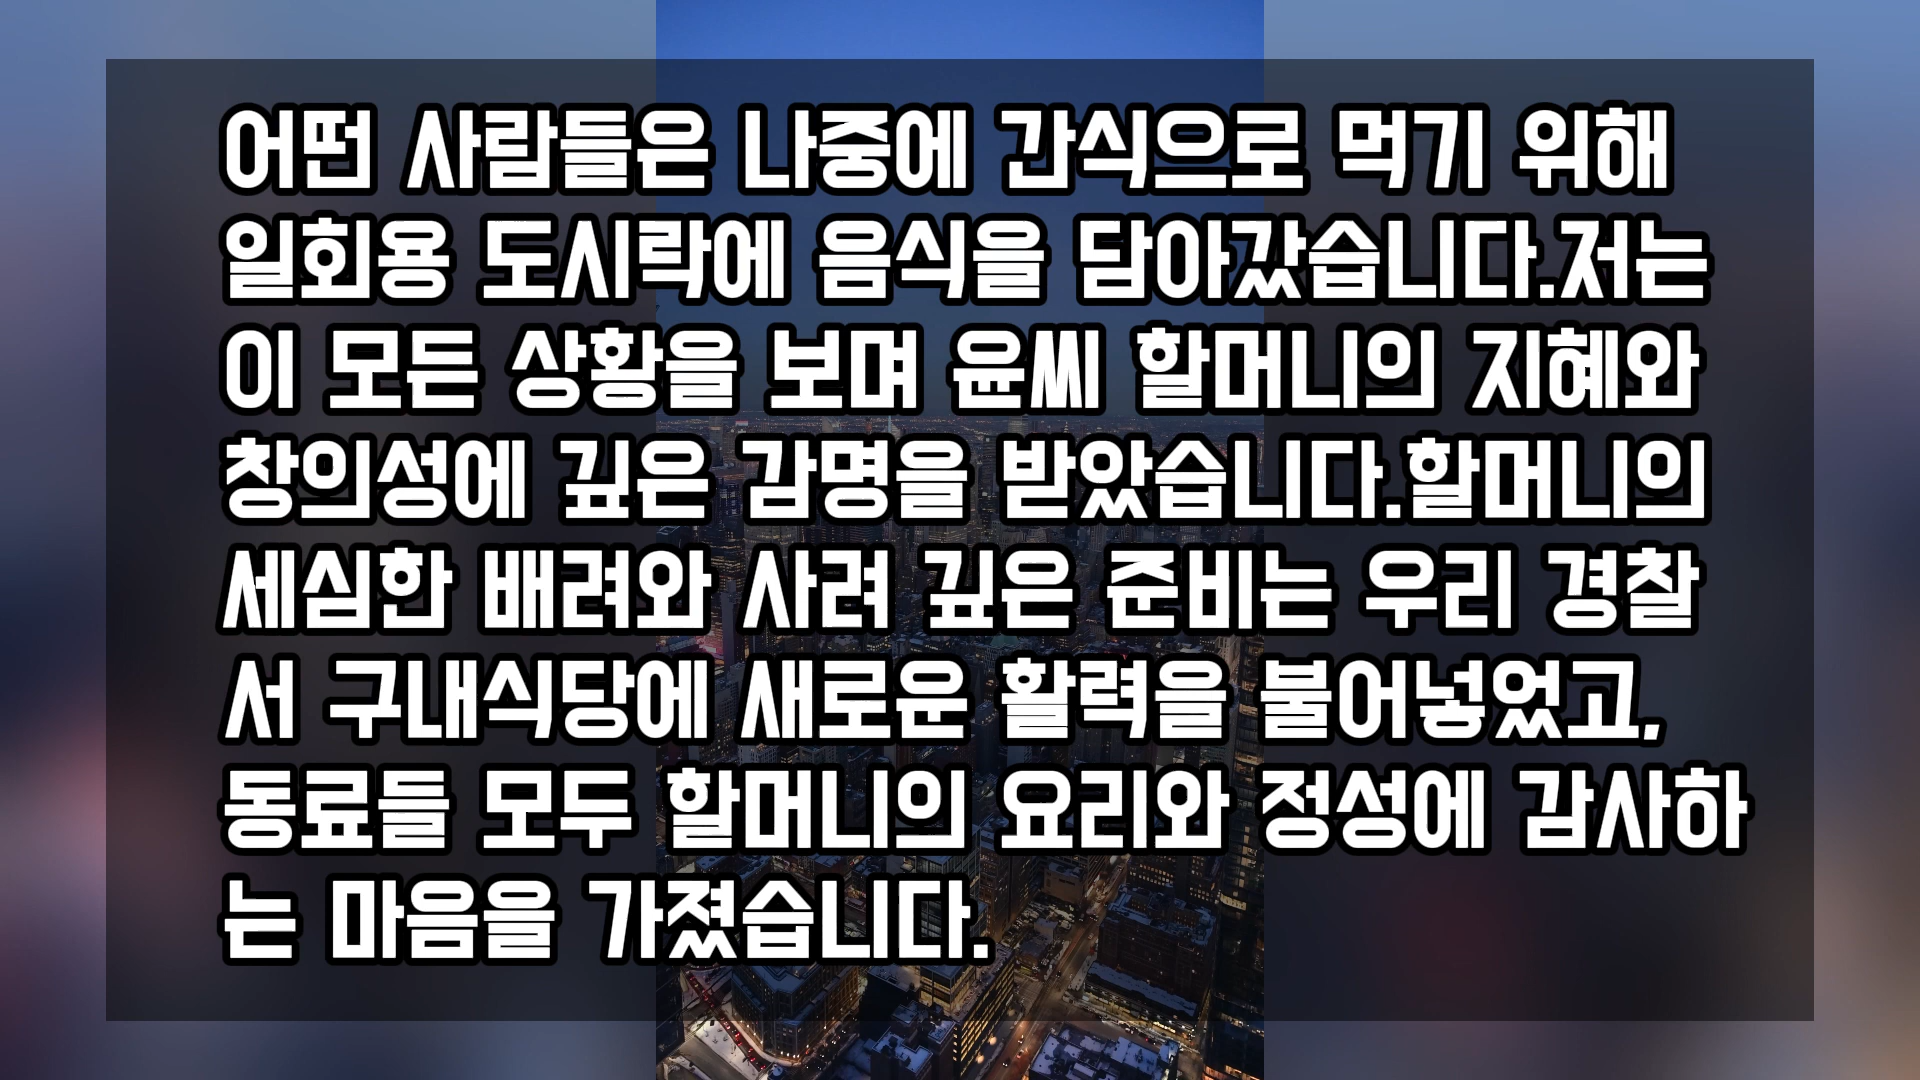 어떤 사람들은 나중에 간식으로 먹기 위해
일회용 도시락에 음식을 담아갔습니다.저는
이 모든 상황을 보며 윤씨 할머니의 지혜와
창의성에 깊은 감명을 받았습니다.할머니의
세심한 배려와 사려 깊은 준비는 우리 경찰
서 구내식당에 새로운 활력을 불어넣었고,
동료들 모두 할머니의 요리와 정성에 감사하
는 마음을 가졌습니다.